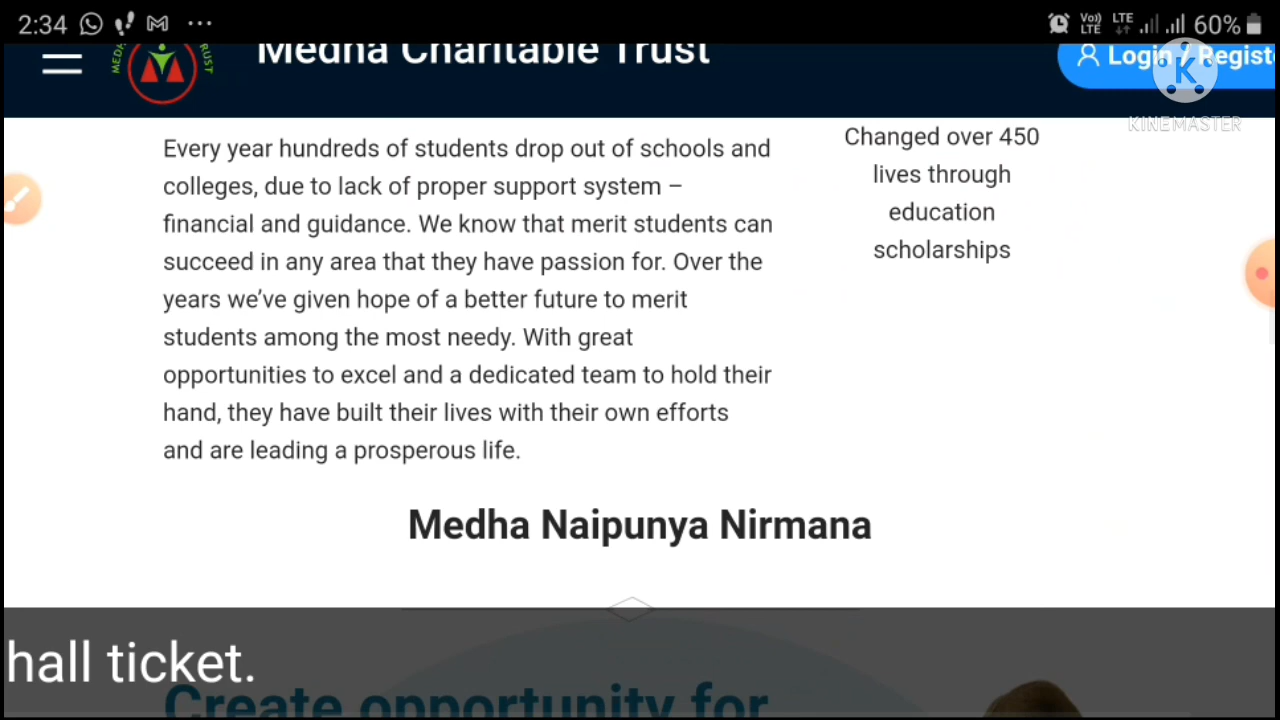 2:34
60%
Vo))
LTE
LTE
MEDH
RUST
Medha Charitable Trust
Login / Regist
K
KINEMASTER
Every year hundreds of students drop out of schools and
colleges, due to lack of proper support system –
financial and guidance. We know that merit students can
succeed in any area that they have passion for. Over the
years we’ve given hope of a better future to merit
students among the most needy. With great
opportunities to excel and a dedicated team to hold their
hand, they have built their lives with their own efforts
and are leading a prosperous life.
Changed over 450
lives through
education
scholarships
Medha Naipunya Nirmana
hall ticket.
Create opportunity for